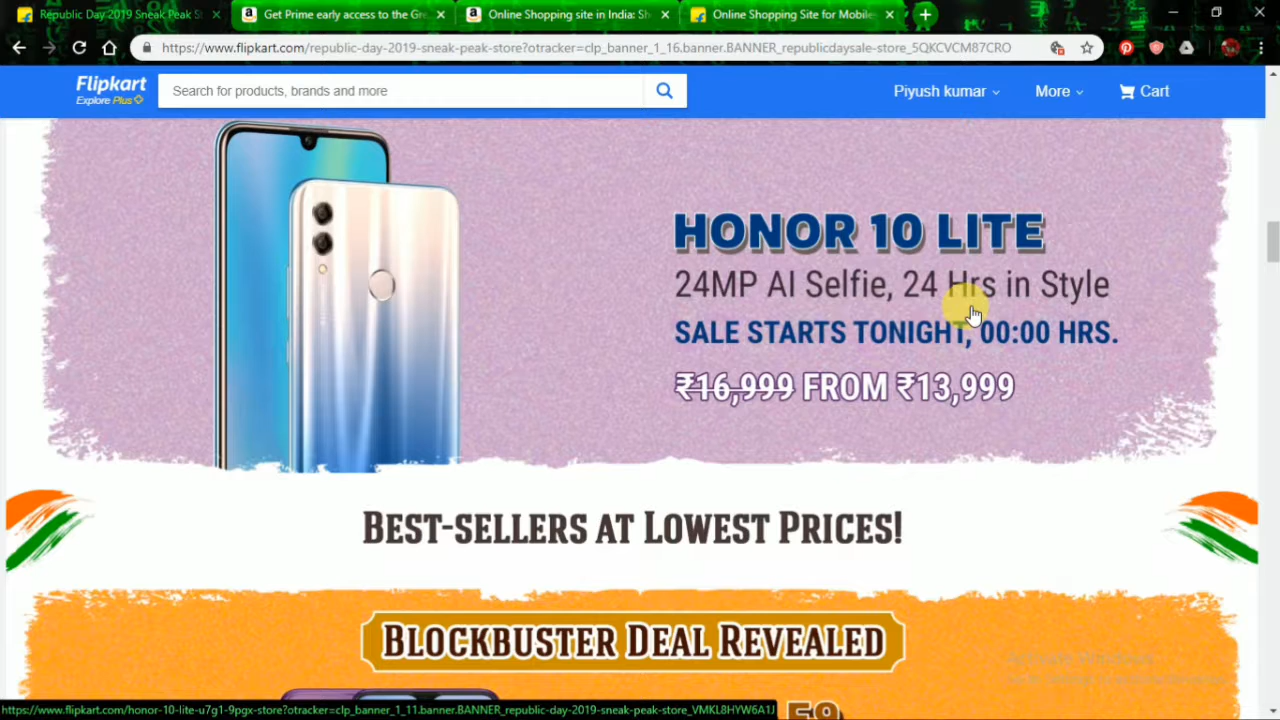 Republic Day 2019 Sneak Peak St
Get Prime early access to the Gre
Online Shopping site in India: Sh
Online Shopping Site for Mobile
https://www.flipkart.com/republic-day-2019-sneak-peak-store?otracker=clp_banner_1_16.banner.BANNER_republicdaysale-store_5QKCVCM87CRO
Flipkart
Explore Plus
Search for products, brands and more
Piyush kumar
More
Cart
HONOR 10 LITE
24MP AI Selfie, 24 Hrs in Style
SALE STARTS TONIGHT, 00:00 HRS.
₹16,999 FROM ₹13,999
BEST-SELLERS AT LOWEST PRICES!
BLOCKBUSTER DEAL REVEALED
https://www.flipkart.com/honor-10-lite-u7g1-9pgx-store?otracker=clp_banner_1_11.banner.BANNER_republic-day-2019-sneak-peak-store_VMKL8HYW6A1J